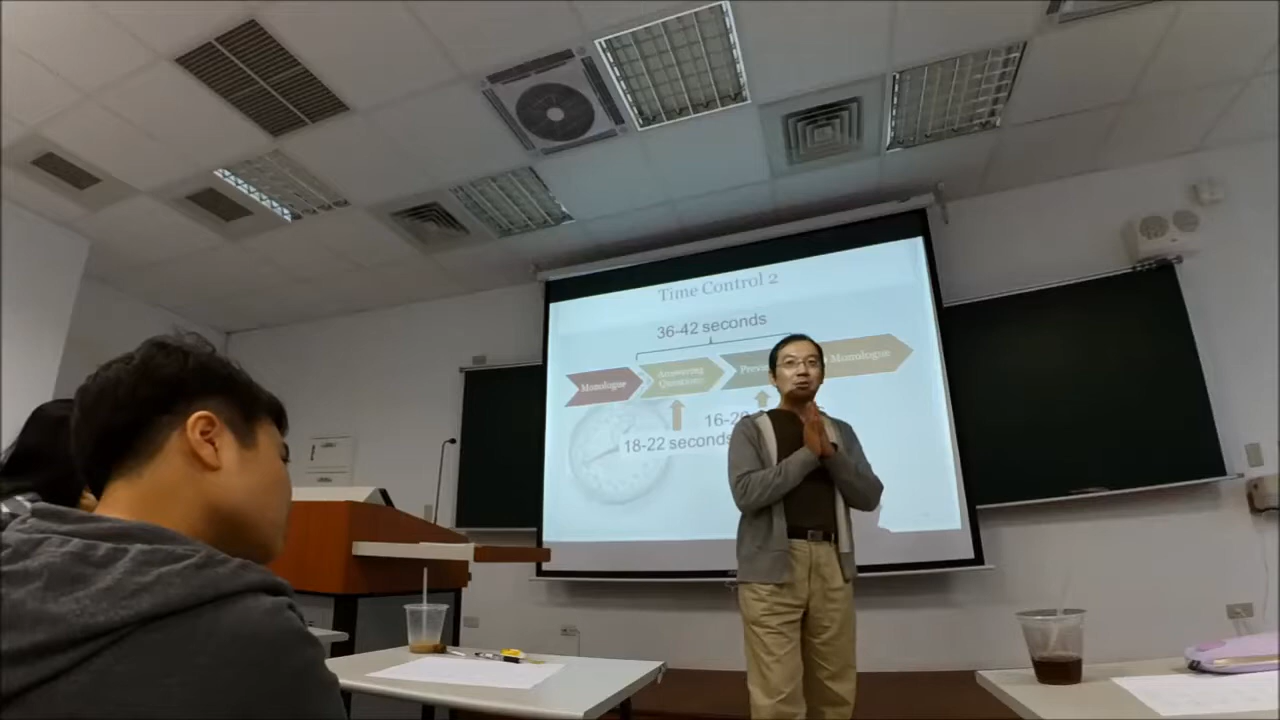 Time Control 2
36-42 seconds
Monologue
Answering
Questions
Monologue
18-22 seconds